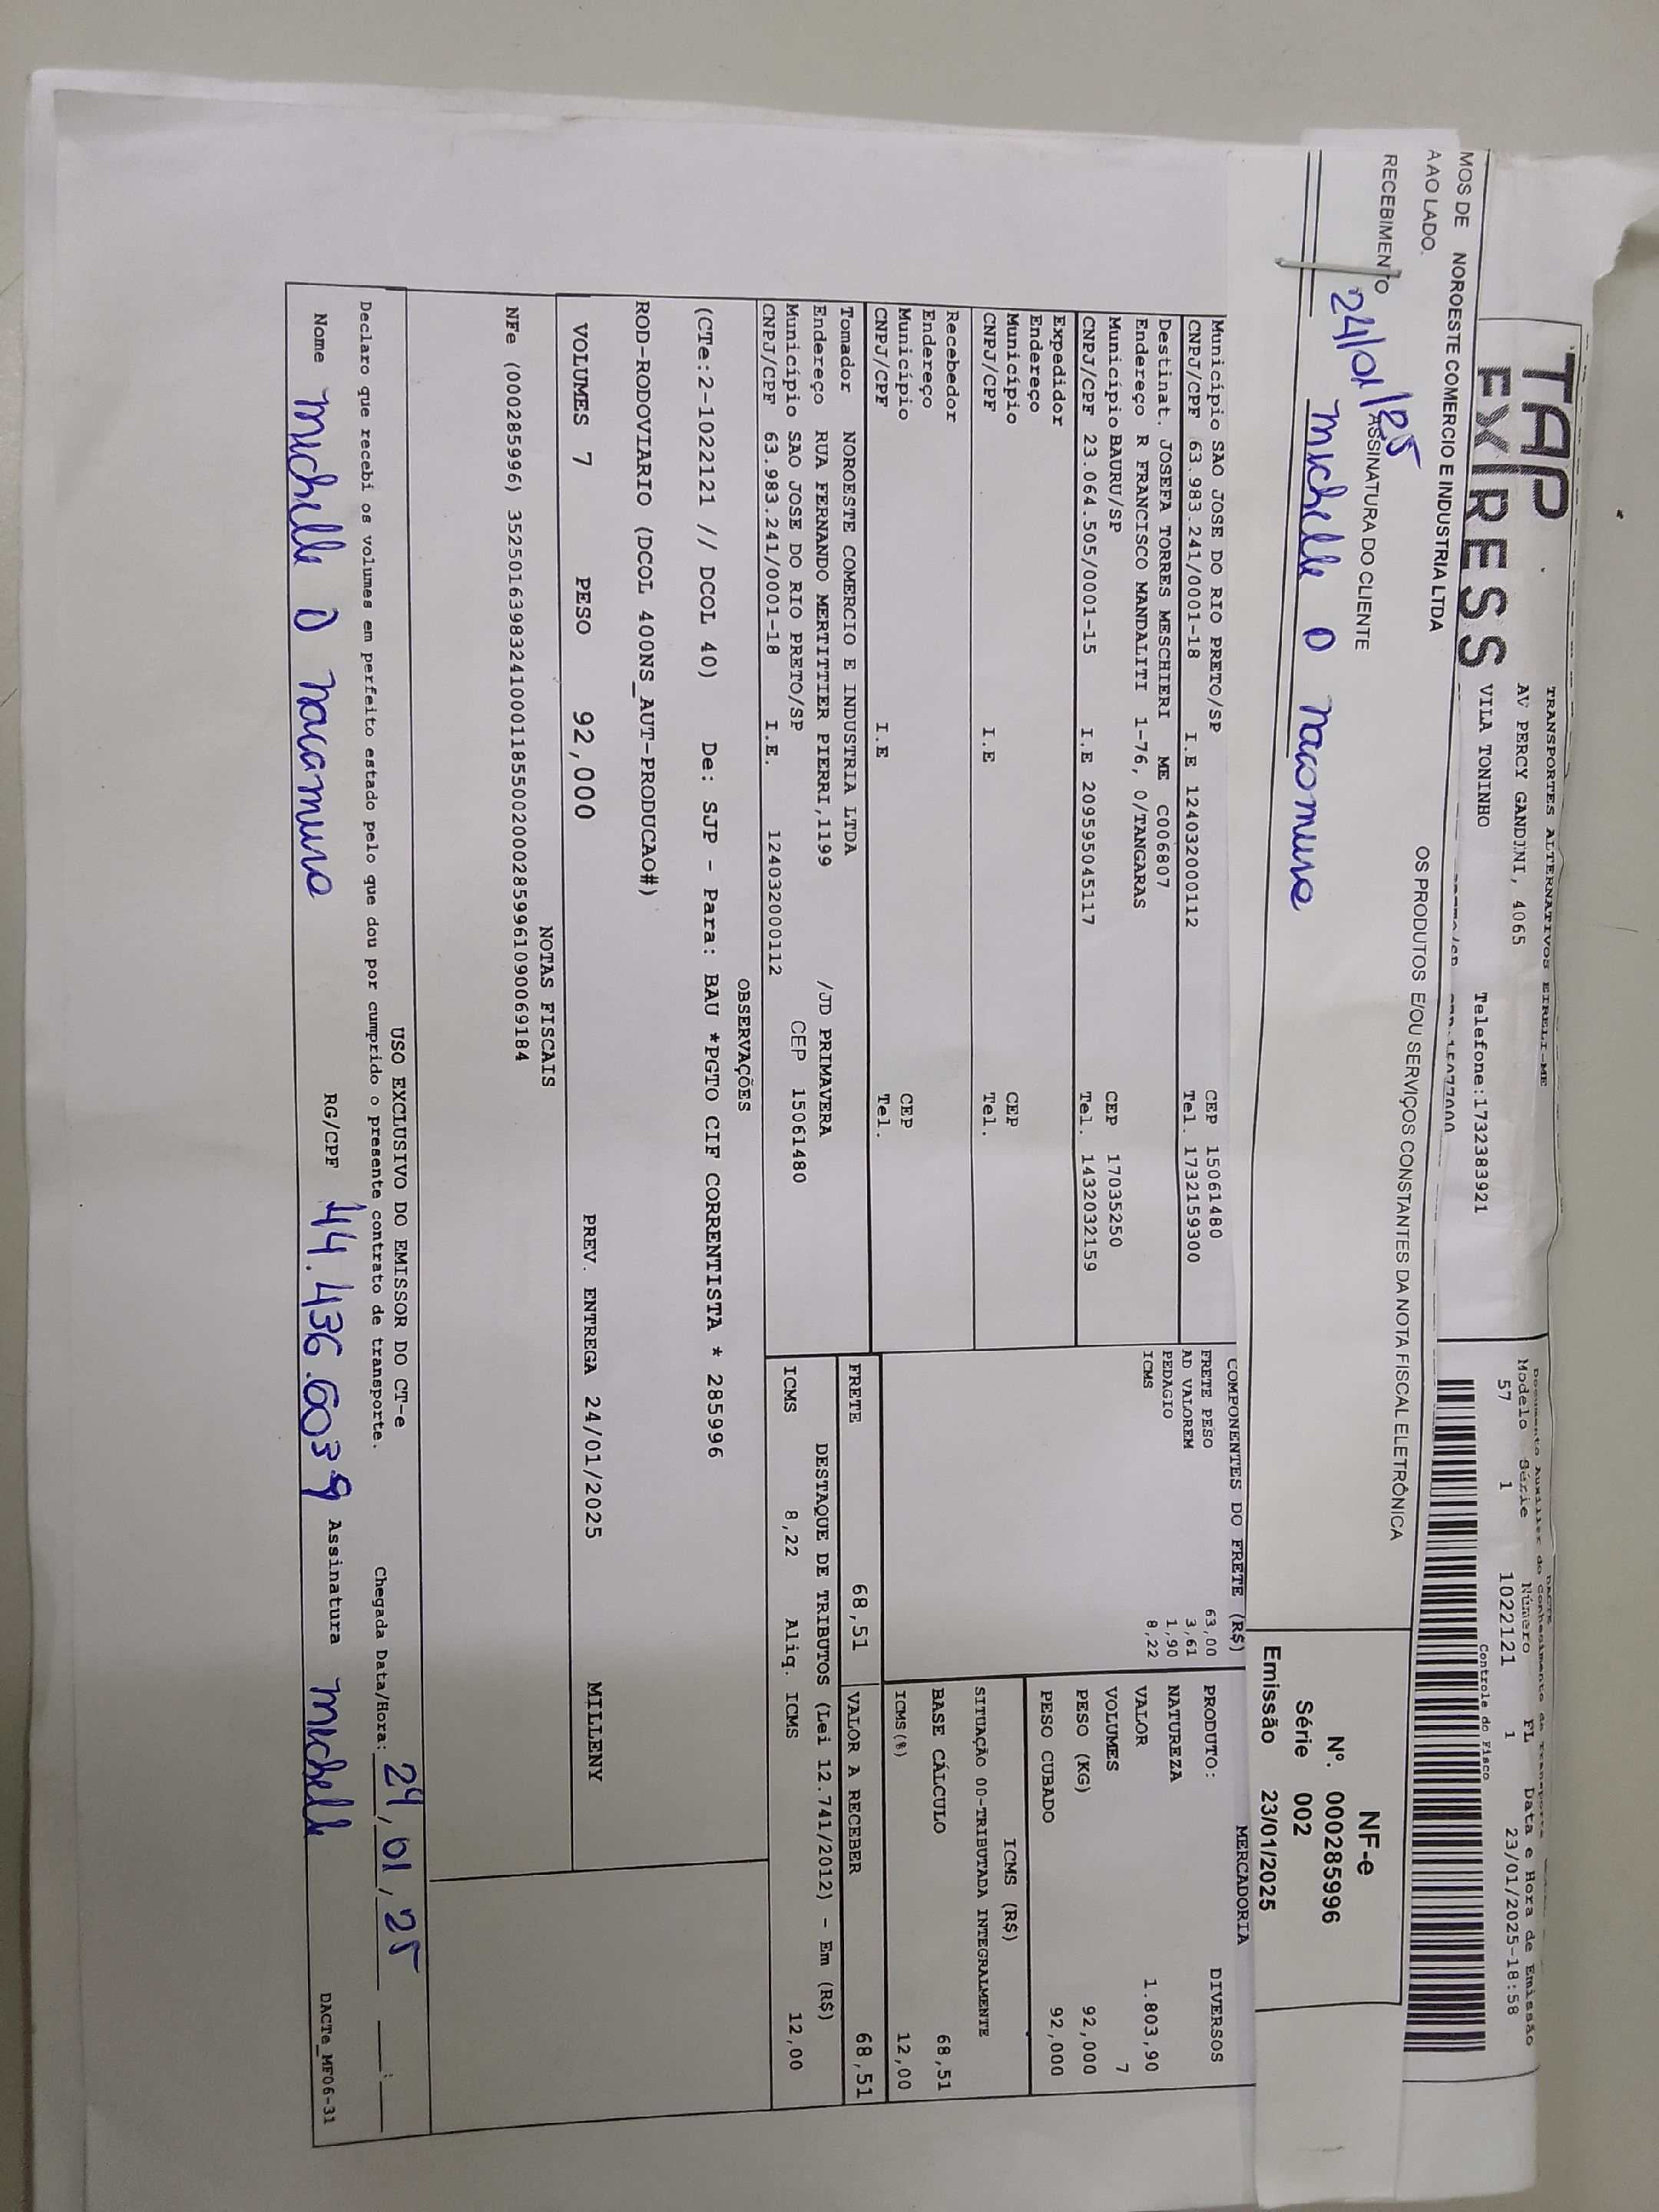 TAP
EXPRESS
TRANSPORTES ALTERNATIVOS EIRELI-ME
AV PERCY GANDINI, 4065
VILA TONINHO Telefone:1732383921
DACTE
Documento Auxiliar do Conhecimento de Transporte
Modelo Série Número FL Data e Hora de Emissão
57 1 1022121 1 23/01/2025-18:58
Controle do Fisco
MOS DE NOROESTE COMERCIO E INDUSTRIA LTDA
OS PRODUTOS E/OU SERVIÇOS CONSTANTES DA NOTA FISCAL ELETRÔNICA
A AO LADO.
RECEBIMENTO
24/01/25
ASSINATURA DO CLIENTE
Michelle D Nacamura
NF-e
Nº. 000285996
Série 002
Emissão 23/01/2025
Município SAO JOSE DO RIO PRETO/SP CEP 15061480
CNPJ/CPF 63.983.241/0001-18 I.E 124032000112 Tel. 1732159300
Destinat. JOSEFA TORRES MESCHIERI ME C006807
Endereço R FRANCISCO MANDALITI 1-76, 0/TANGARAS
Município BAURU/SP CEP 17035250
CNPJ/CPF 23.064.505/0001-15 I.E 209595045117 Tel. 1432032159
Expedidor
Endereço
Município CEP
CNPJ/CPF I.E Tel.
Recebedor
Endereço
Município CEP
CNPJ/CPF I.E Tel.
Tomador NOROESTE COMERCIO E INDUSTRIA LTDA
Endereço RUA FERNANDO MERTITTIER PIERRI,1199 /JD PRIMAVERA
Município SAO JOSE DO RIO PRETO/SP CEP 15061480
CNPJ/CPF 63.983.241/0001-18 I.E. 124032000112
COMPONENTES DO FRETE (R$)
FRETE PESO 63,00
AD VALOREM 3,61
PEDAGIO 1,90
ICMS 8,22
MERCADORIA
PRODUTO: DIVERSOS
NATUREZA
VALOR 1.803,90
VOLUMES 7
PESO (KG) 92,000
PESO CUBADO 92,000
ICMS (R$)
SITUAÇÃO 00-TRIBUTADA INTEGRALMENTE
BASE CÁLCULO 68,51
ICMS(%) 12,00
FRETE 68,51 VALOR A RECEBER 68,51
DESTAQUE DE TRIBUTOS (Lei 12.741/2012) - Em (R$)
ICMS 8,22 Aliq. ICMS 12,00
OBSERVAÇÕES
(CTe:2-1022121 // DCOL 40) De: SJP - Para: BAU *PGTO CIF CORRENTISTA * 285996
ROD-RODOVIARIO (DCOL 400NS_AUT-PRODUCAO#)
VOLUMES 7 PESO 92,000 PREV. ENTREGA 24/01/2025 MILLENY
NOTAS FISCAIS
NFe (000285996) 35250163983241000118550020002859961090069184
USO EXCLUSIVO DO EMISSOR DO CT-e
Declaro que recebi os volumes em perfeito estado pelo que dou por cumprido o presente contrato de transporte. Chegada Data/Hora: 24/01/25
Nome Michelle D Nacamura RG/CPF 44.436.603 9 Assinatura Michelle
DACTe_MF06-31